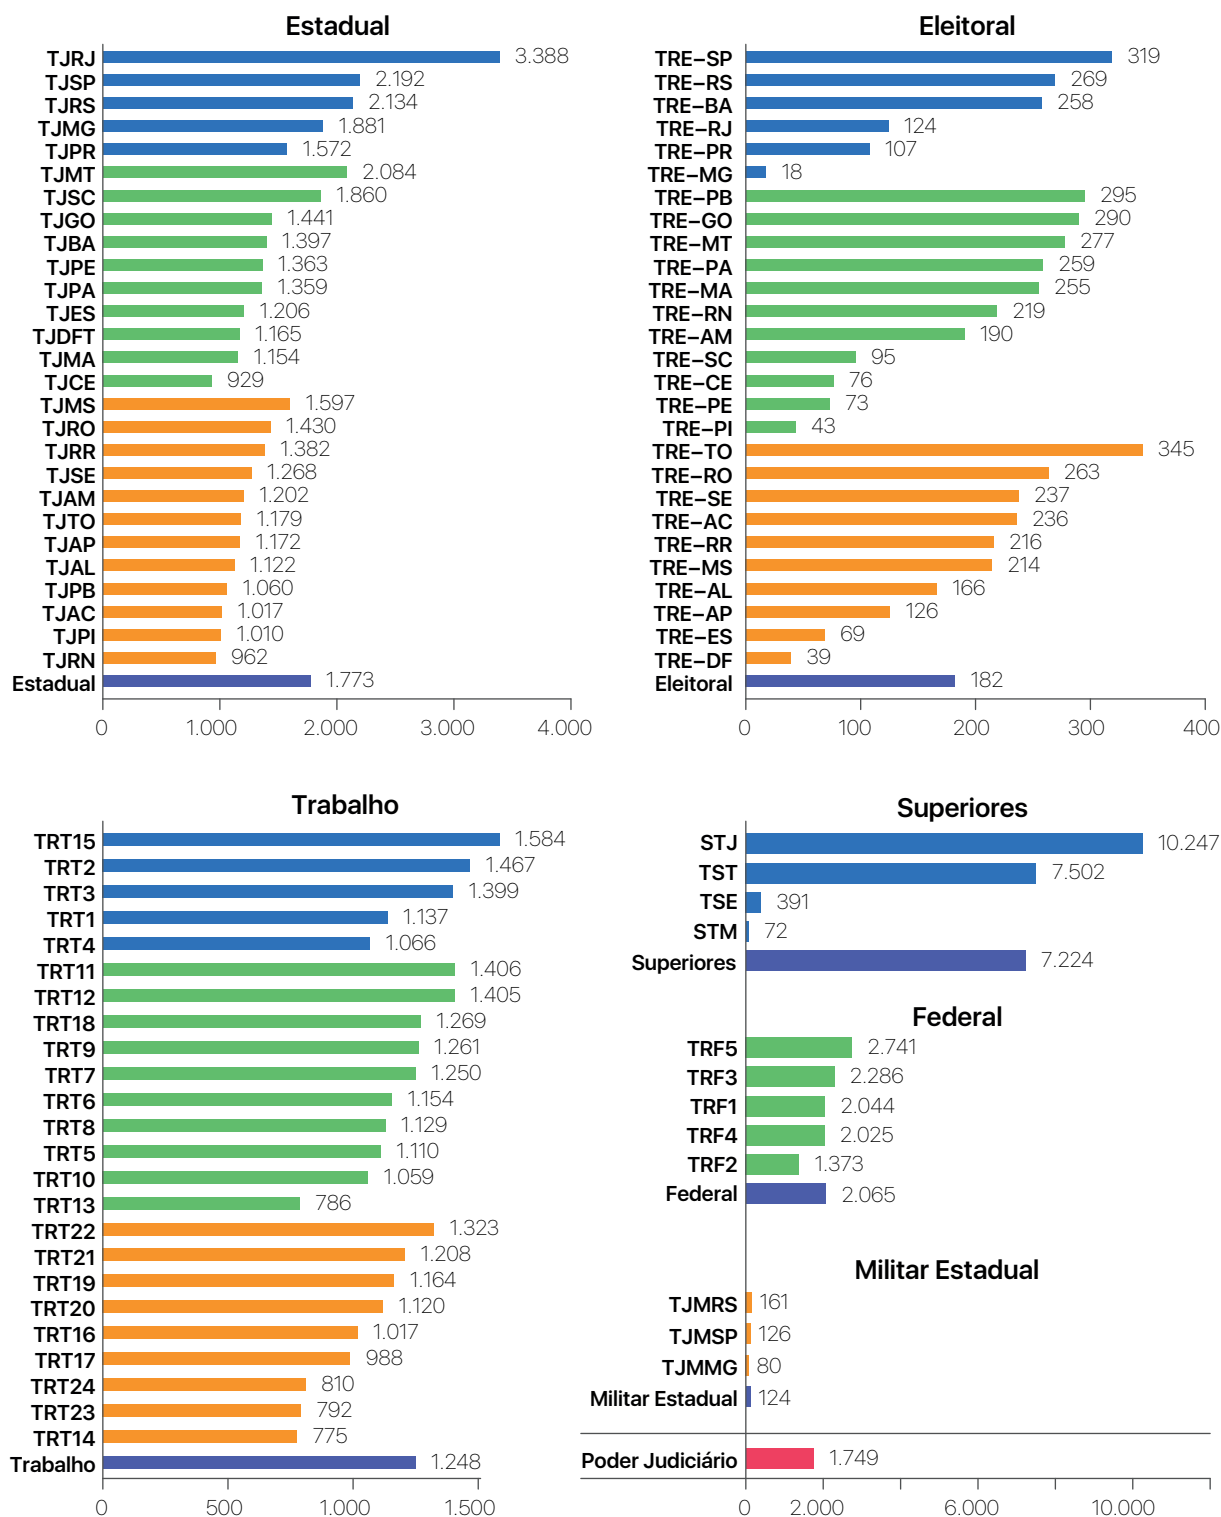 Estadual
TJRJ 3.388
TJSP 2.192
TJRS 2.134
TJMG 1.881
TJPR 1.572
TJMT 2.084
TJSC 1.860
TJGO 1.441
TJBA 1.397
TJPE 1.363
TJPA 1.359
TJES 1.206
TJDFT 1.165
TJMA 1.154
TJCE 929
TJMS 1.597
TJRO 1.430
TJRR 1.382
TJSE 1.268
TJAM 1.202
TJTO 1.179
TJAP 1.172
TJAL 1.122
TJPB 1.060
TJAC 1.017
TJPI 1.010
TJRN 962
Estadual 1.773
0 1.000 2.000 3.000 4.000
Eleitoral
TRE–SP 319
TRE–RS 269
TRE–BA 258
TRE–RJ 124
TRE–PR 107
TRE–MG 18
TRE–PB 295
TRE–GO 290
TRE–MT 277
TRE–PA 259
TRE–MA 255
TRE–RN 219
TRE–AM 190
TRE–SC 95
TRE–CE 76
TRE–PE 73
TRE–PI 43
TRE–TO 345
TRE–RO 263
TRE–SE 237
TRE–AC 236
TRE–RR 216
TRE–MS 214
TRE–AL 166
TRE–AP 126
TRE–ES 69
TRE–DF 39
Eleitoral 182
0 100 200 300 400
Trabalho
TRT15 1.584
TRT2 1.467
TRT3 1.399
TRT1 1.137
TRT4 1.066
TRT11 1.406
TRT12 1.405
TRT18 1.269
TRT9 1.261
TRT7 1.250
TRT6 1.154
TRT8 1.129
TRT5 1.110
TRT10 1.059
TRT13 786
TRT22 1.323
TRT21 1.208
TRT19 1.164
TRT20 1.120
TRT16 1.017
TRT17 988
TRT24 810
TRT23 792
TRT14 775
Trabalho 1.248
0 500 1.000 1.500
Superiores
STJ 10.247
TST 7.502
TSE 391
STM 72
Superiores 7.224
Federal
TRF5 2.741
TRF3 2.286
TRF1 2.044
TRF4 2.025
TRF2 1.373
Federal 2.065
Militar Estadual
TJMRS 161
TJMSP 126
TJMMG 80
Militar Estadual 124
Poder Judiciário 1.749
0 2.000 6.000 10.000